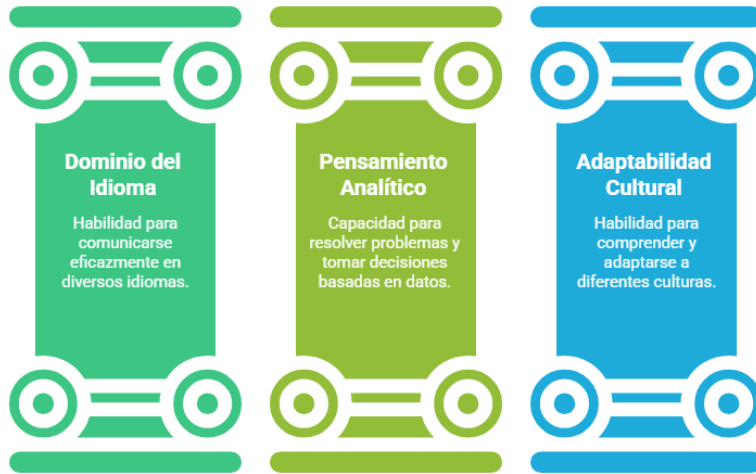 Dominio del
Idioma
Habilidad para
comunicarse
eficazmente en
diversos idiomas.
Pensamiento
Analítico
Capacidad para
resolver problemas y
tomar decisiones
basadas en datos.
Adaptabilidad
Cultural
Habilidad para
comprender y
adaptarse a
diferentes culturas.